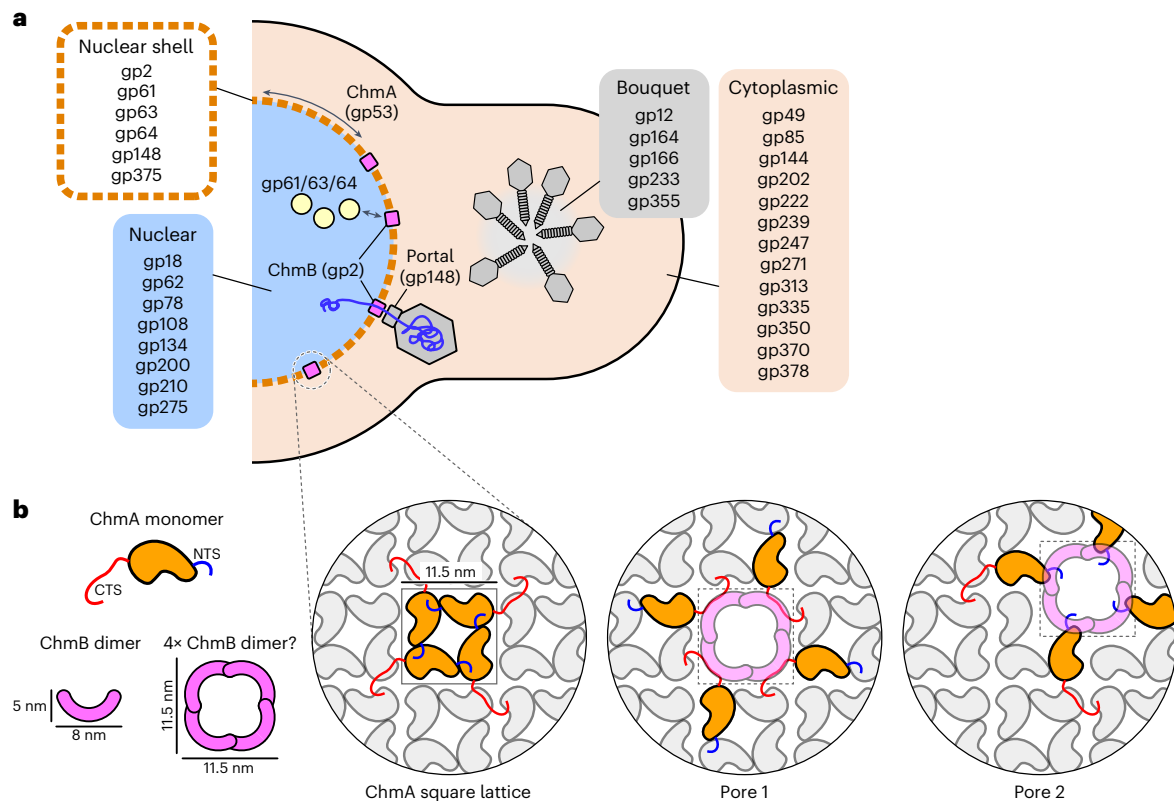 a
Nuclear shell
gp2
gp61
gp63
gp64
gp148
gp375
Nuclear
gp18
gp62
gp78
gp108
gp134
gp200
gp210
gp275
ChmA
(gp53)
gp61/63/64
ChmB (gp2)
Portal
(gp148)
Bouquet
gp12
gp164
gp166
gp233
gp355
Cytoplasmic
gp49
gp85
gp144
gp202
gp222
gp239
gp247
gp271
gp313
gp335
gp350
gp370
gp378
b
ChmA monomer
NTS
CTS
ChmB dimer
5 nm
8 nm
4× ChmB dimer?
11.5 nm
11.5 nm
11.5 nm
ChmA square lattice
Pore 1
Pore 2